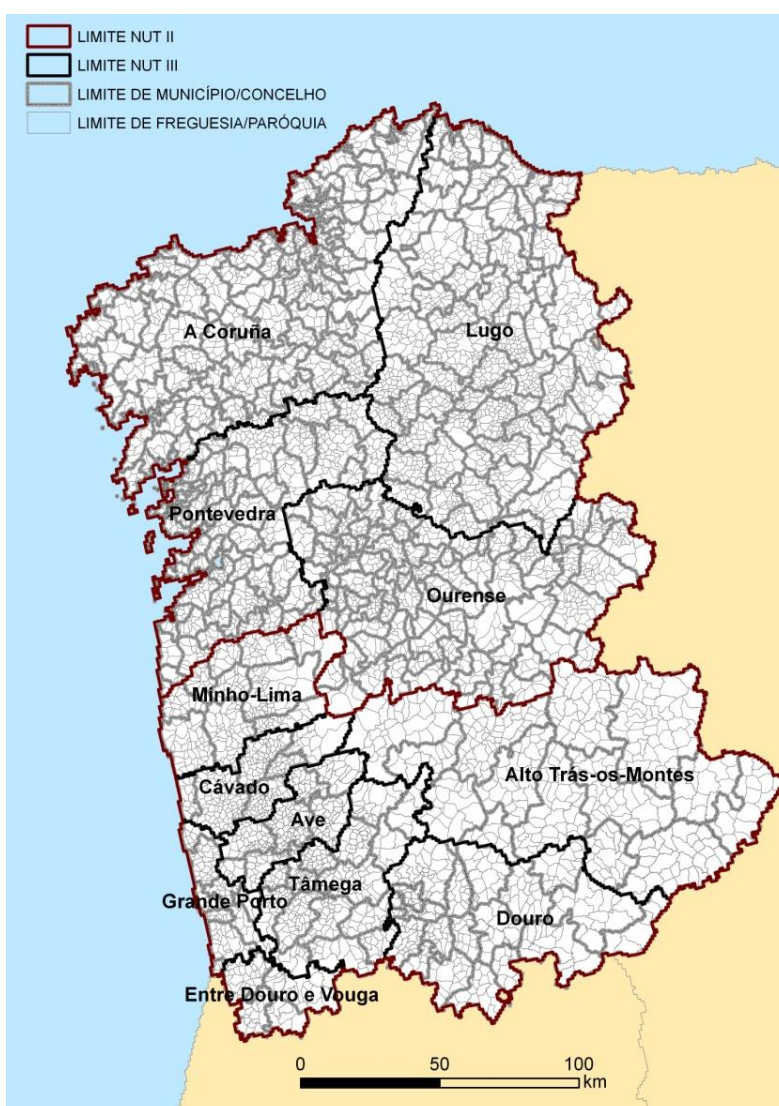 LIMITE NUT II
LIMITE NUT III
LIMITE DE MUNICÍPIO/CONCELHO
LIMITE DE FREGUESIA/PARÓQUIA
A Coruña
Lugo
Pontevedra
Ourense
Minho-Lima
Alto Trás-os-Montes
Cávado
Ave
Tâmega
Grande Porto
Douro
Entre Douro e Vouga
0 50 100
km